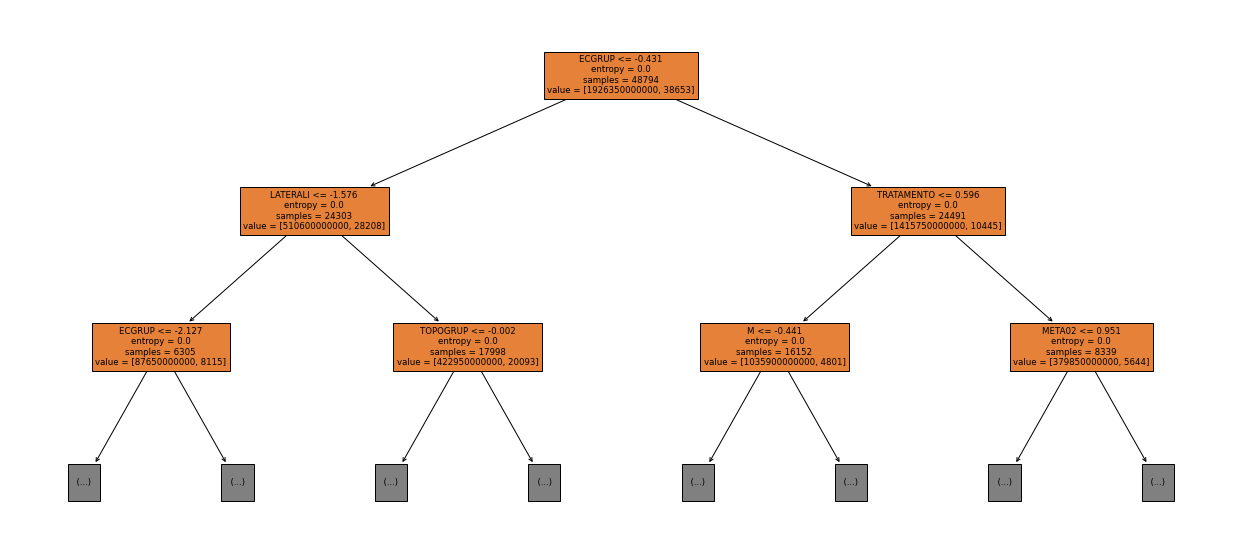 ECGRUP <= -0.431
entropy = 0.0
samples = 48794
value = [1926350000000, 38653]
LATERALI <= -1.576
entropy = 0.0
samples = 24303
value = [510600000000, 28208]
TRATAMENTO <= 0.596
entropy = 0.0
samples = 24491
value = [1415750000000, 10445]
ECGRUP <= -2.127
entropy = 0.0
samples = 6305
value = [87650000000, 8115]
TOPOGRUP <= -0.002
entropy = 0.0
samples = 17998
value = [422950000000, 20093]
M <= -0.441
entropy = 0.0
samples = 16152
value = [1035900000000, 4801]
META02 <= 0.951
entropy = 0.0
samples = 8339
value = [379850000000, 5644]
(...)
(...)
(...)
(...)
(...)
(...)
(...)
(...)